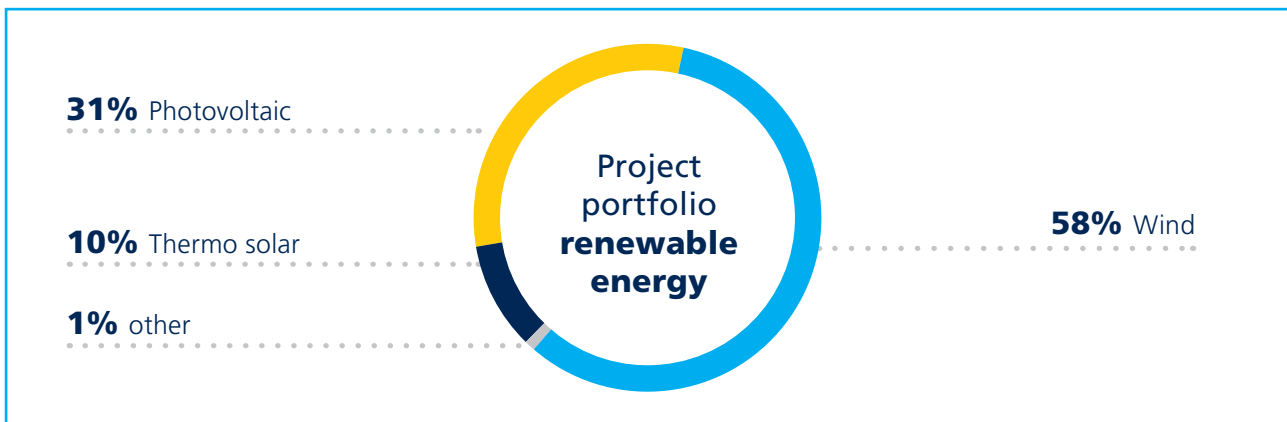 31% Photovoltaic
10% Thermo solar
1% other
Project
portfolio
renewable
energy
58% Wind